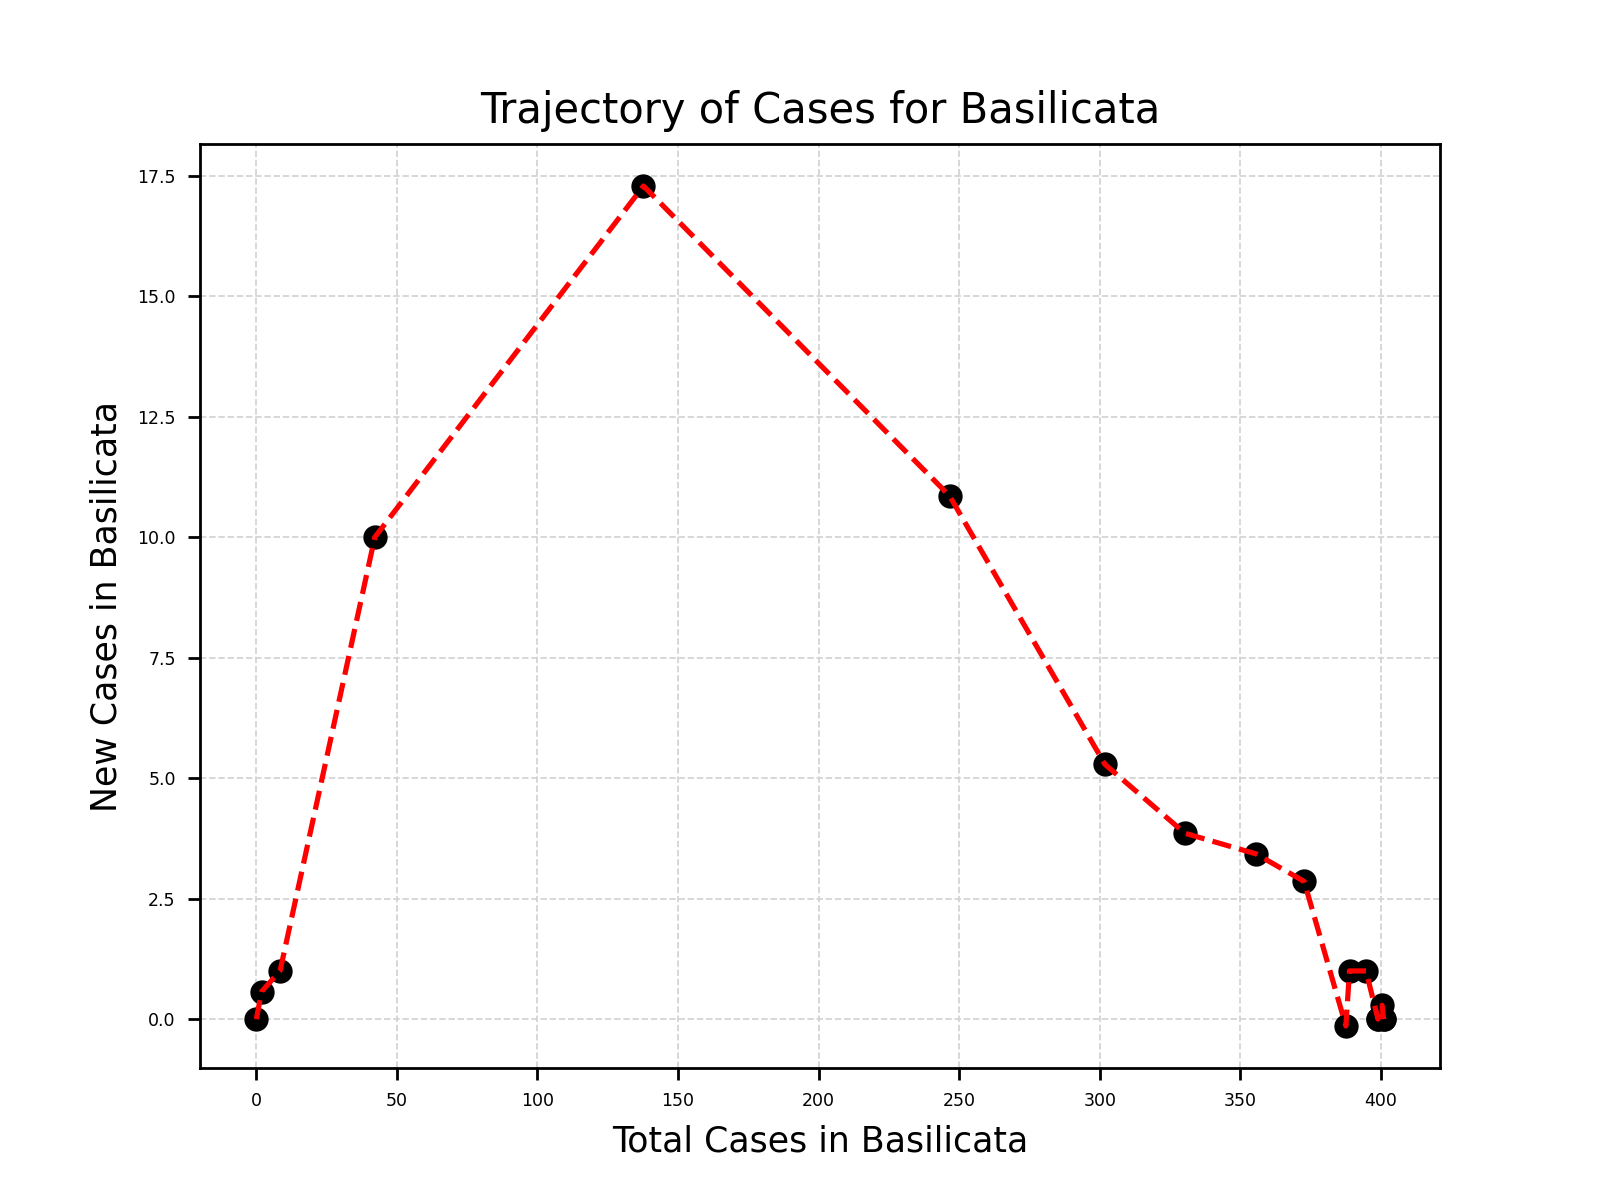 Trajectory of Cases for Basilicata
New Cases in Basilicata
17.5
15.0
12.5
10.0
7.5
5.0
2.5
0.0
0 50 100 150 200 250 300 350 400
Total Cases in Basilicata